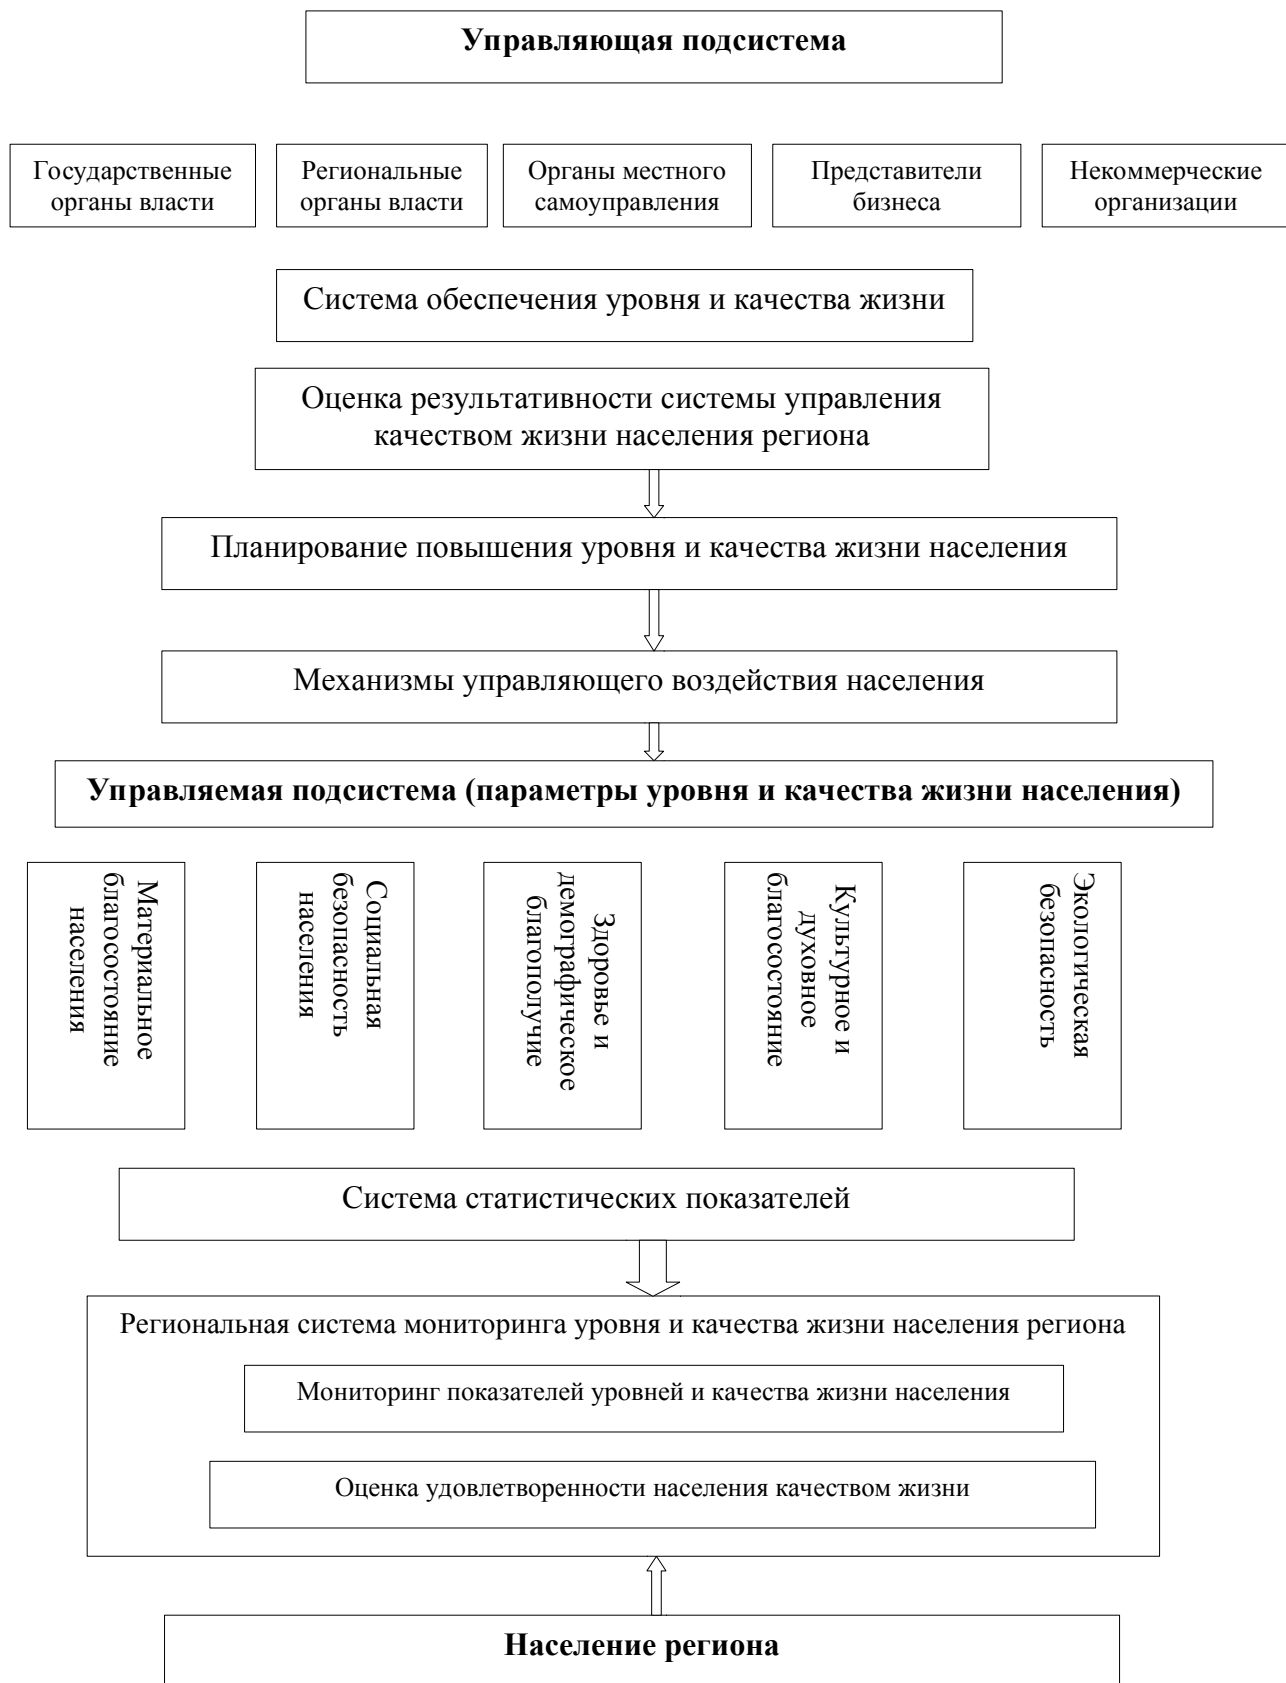 Управляющая подсистема
Государственные
органы власти
Региональные
органы власти
Органы местного
самоуправления
Представители
бизнеса
Некоммерческие
организации
Система обеспечения уровня и качества жизни
Оценка результативности системы управления
качеством жизни населения региона
Планирование повышения уровня и качества жизни населения
Механизмы управляющего воздействия населения
Управляемая подсистема (параметры уровня и качества жизни населения)
Материальное
благосостояние
населения
Социальная
безопасность
населения
Здоровье и
демографическое
благополучие
Культурное и
духовное
благосостояние
Экологическая
безопасность
Система статистических показателей
Региональная система мониторинга уровня и качества жизни населения региона
Мониторинг показателей уровней и качества жизни населения
Оценка удовлетворенности населения качеством жизни
Население региона